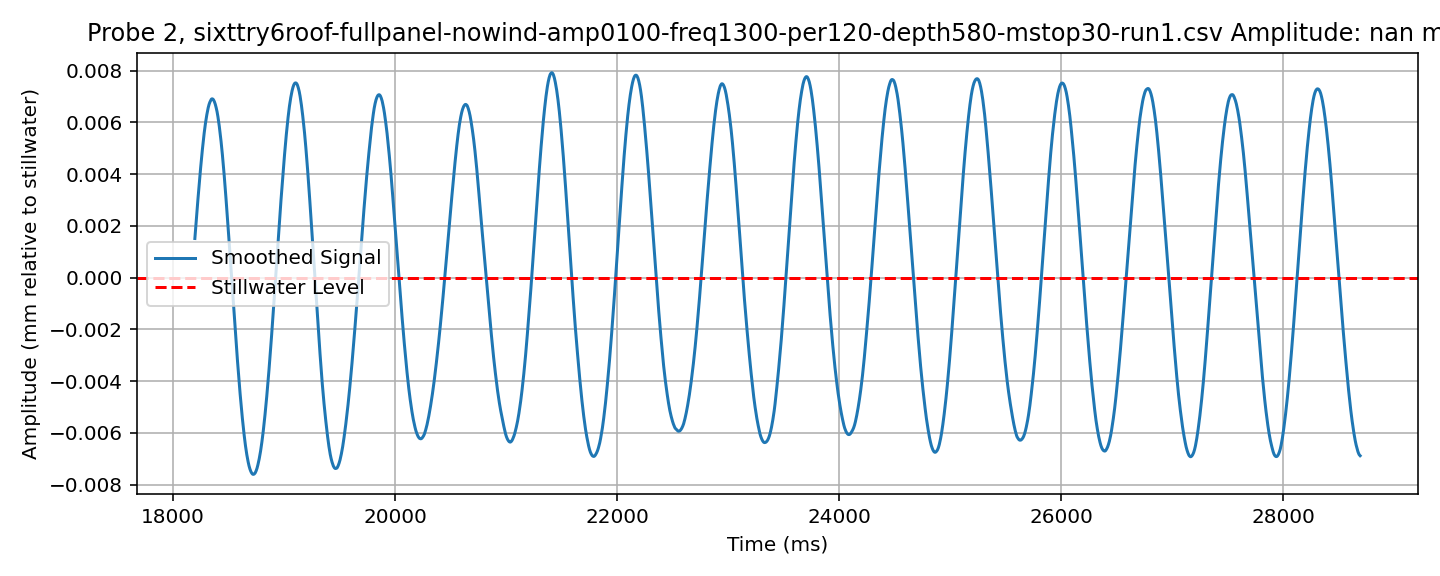 Probe 2, sixttry6roof-fullpanel-nowind-amp0100-freq1300-per120-depth580-mstop30-run1.csv Amplitude: nan m
Amplitude (mm relative to stillwater)
0.008
0.006
0.004
0.002
0.000
−0.002
−0.004
−0.006
−0.008
Smoothed Signal
Stillwater Level
18000 20000 22000 24000 26000 28000
Time (ms)